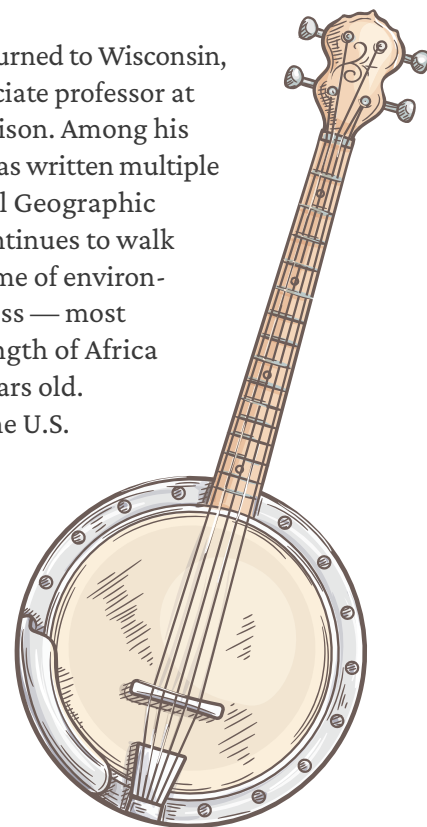 urned to Wisconsin,
ciate professor at
ison. Among his
as written multiple
l Geographic
ntinues to walk
me of environ-
ss — most
ngth of Africa
ars old.
he U.S.